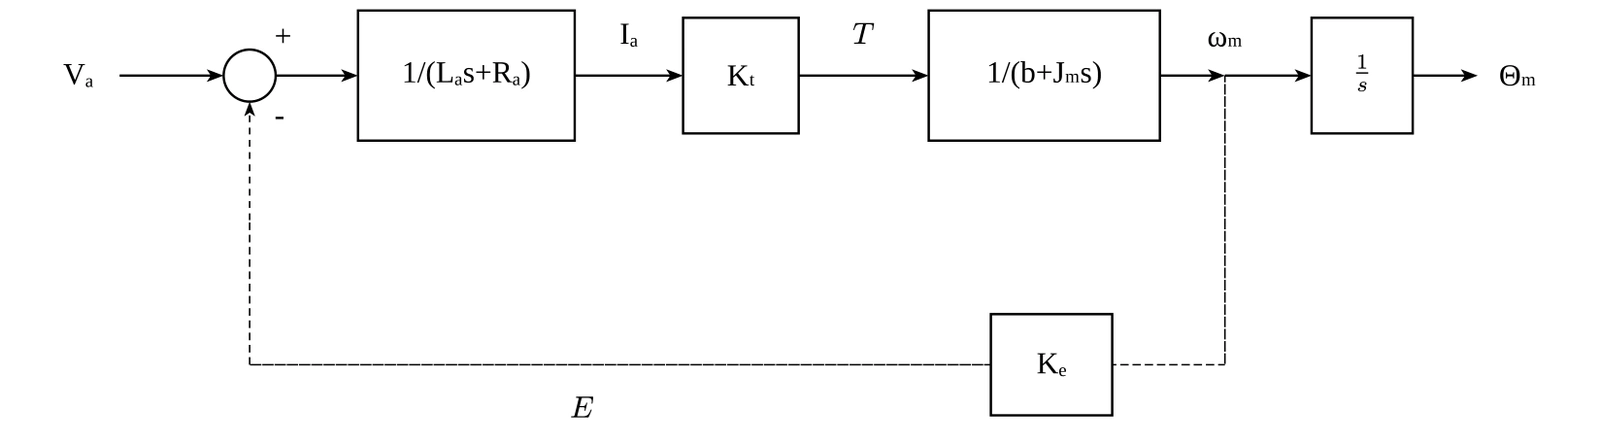 +
Vₐ
-
1/(Lₐs+Rₐ)
Iₐ
Kₜ
T
1/(b+Jₘs)
ωₘ
1
s
Θₘ
Kₑ
E